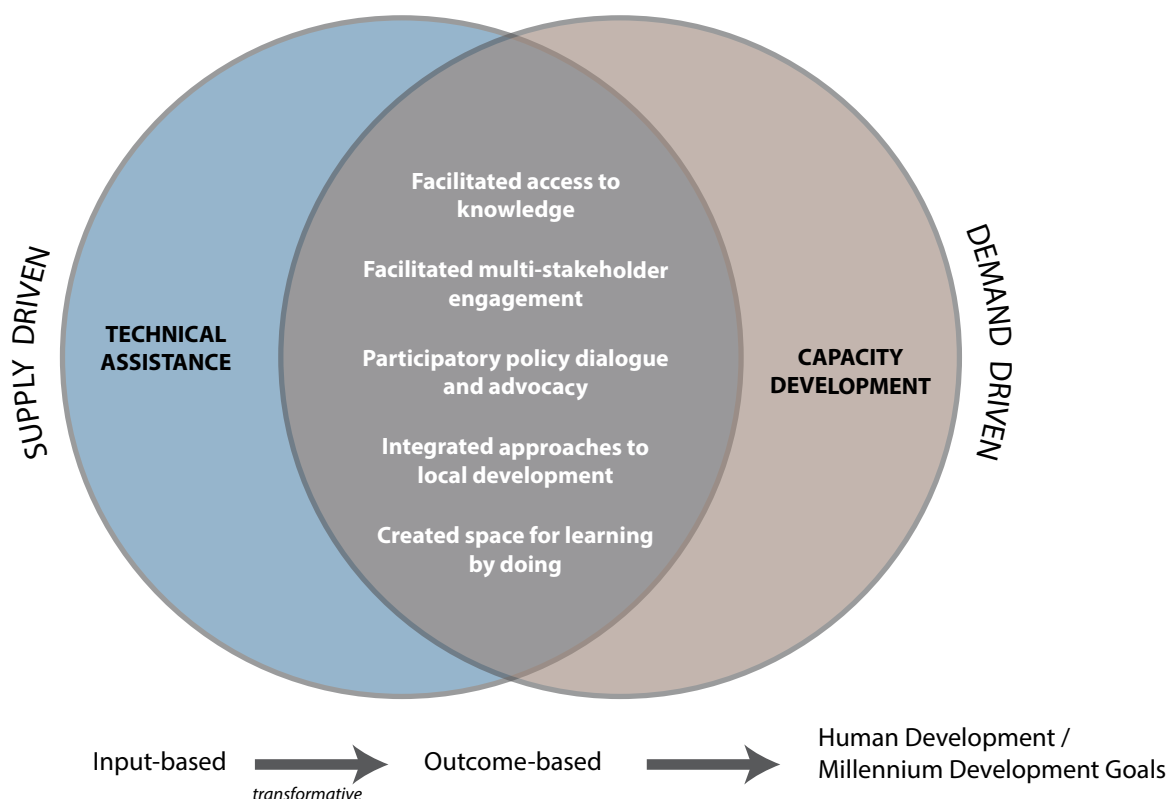 SUPPLY DRIVEN
TECHNICAL
ASSISTANCE
Facilitated access to
knowledge
Facilitated multi-stakeholder
engagement
Participatory policy dialogue
and advocacy
Integrated approaches to
local development
Created space for learning
by doing
CAPACITY
DEVELOPMENT
DEMAND DRIVEN
Input-based
transformative
Outcome-based
Human Development /
Millennium Development Goals